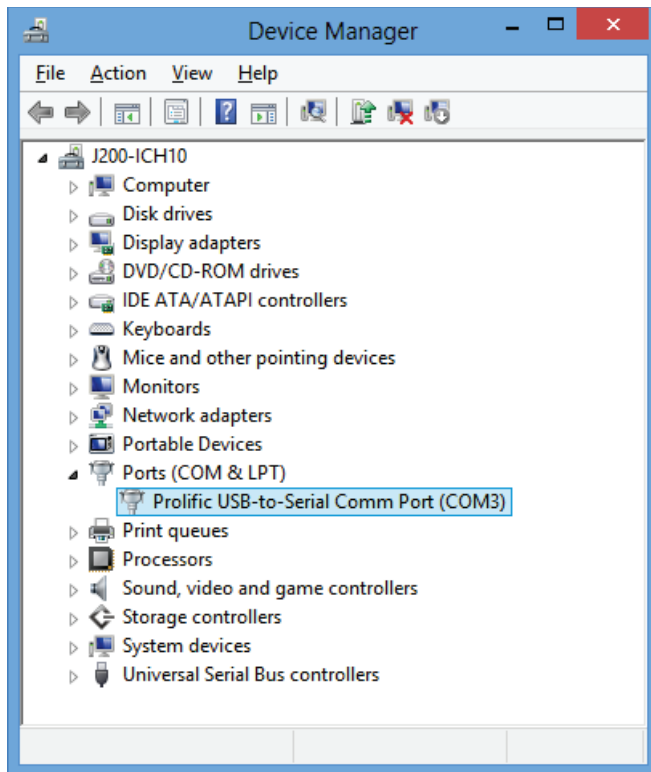 Device Manager
File Action View Help
J200-ICH10
Computer
Disk drives
Display adapters
DVD/CD-ROM drives
IDE ATA/ATAPI controllers
Keyboards
Mice and other pointing devices
Monitors
Network adapters
Portable Devices
Ports (COM & LPT)
Prolific USB-to-Serial Comm Port (COM3)
Print queues
Processors
Sound, video and game controllers
Storage controllers
System devices
Universal Serial Bus controllers